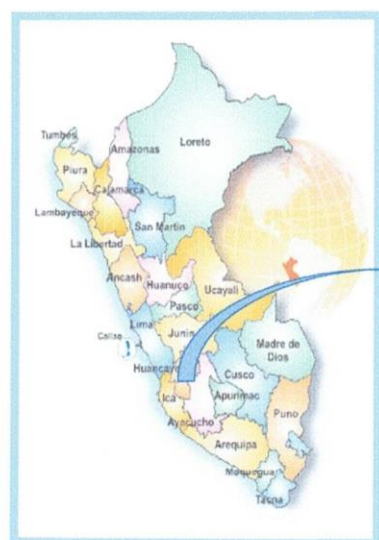 Tumbes
Loreto
Amazonas
Piura
Cajamarca
Lambayeque
San Martin
La Libertad
Ancash
Huanuco
Ucayali
Pasco
Lima
Junin
Callao
Madre de
Dios
Cusco
Ica
Apurimac
Puno
Ayacucho
Arequipa
Moquegua
Tacna